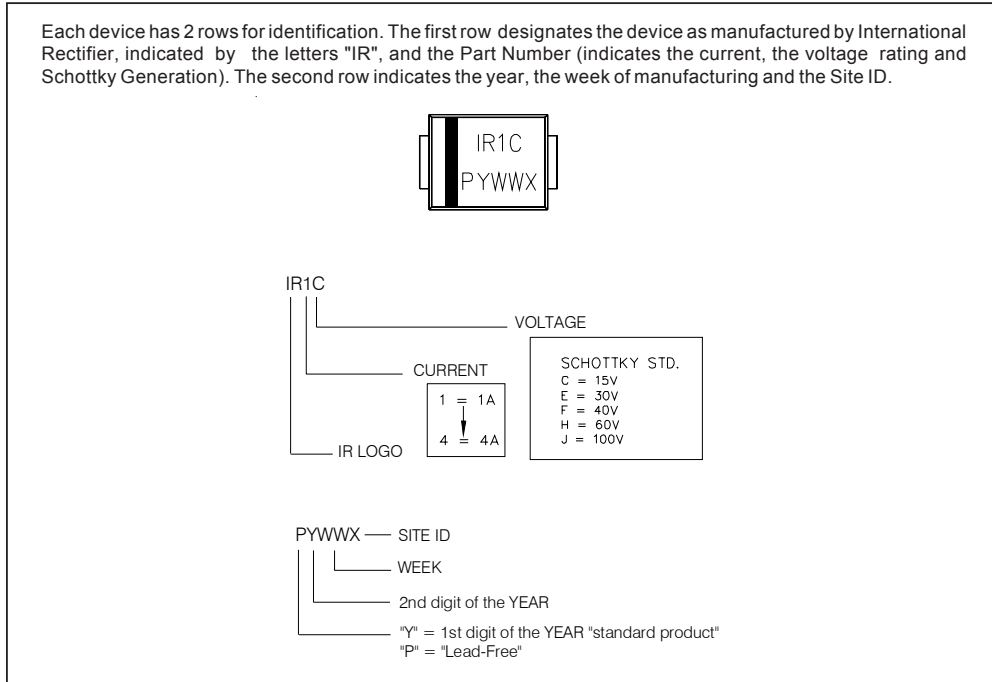 Each device has 2 rows for identification. The first row designates the device as manufactured by International
Rectifier, indicated by the letters "IR", and the Part Number (indicates the current, the voltage rating and
Schottky Generation). The second row indicates the year, the week of manufacturing and the Site ID.
IR1C
PYWWX
IR1C
VOLTAGE
SCHOTTKY STD.
C = 15V
E = 30V
F = 40V
H = 60V
J = 100V
CURRENT
1 = 1A
4 = 4A
IR LOGO
PYWWX
SITE ID
WEEK
2nd digit of the YEAR
"Y" = 1st digit of the YEAR "standard product"
"P" = "Lead-Free"